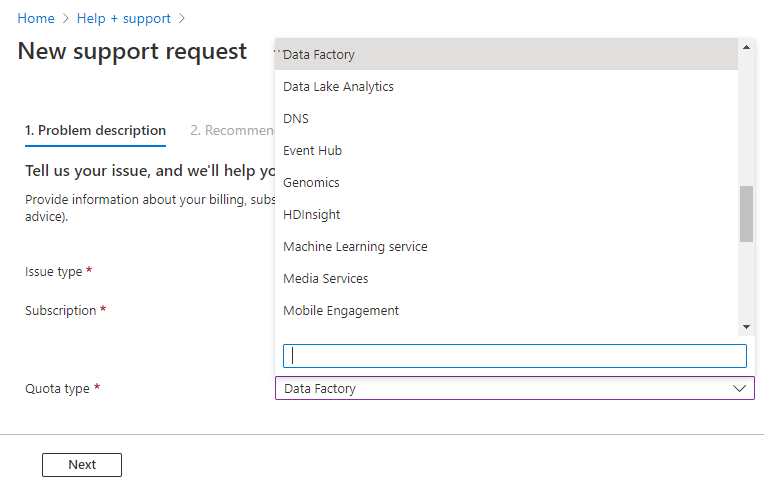 Home > Help + support >
New support request ...
Data Factory
Data Lake Analytics
DNS
Event Hub
Genomics
HDInsight
Machine Learning service
Media Services
Mobile Engagement
1. Problem description 2. Recommen
Tell us your issue, and we'll help yo
Provide information about your billing, subs
advice).
Issue type *
Subscription *
Quota type *
Data Factory
Next